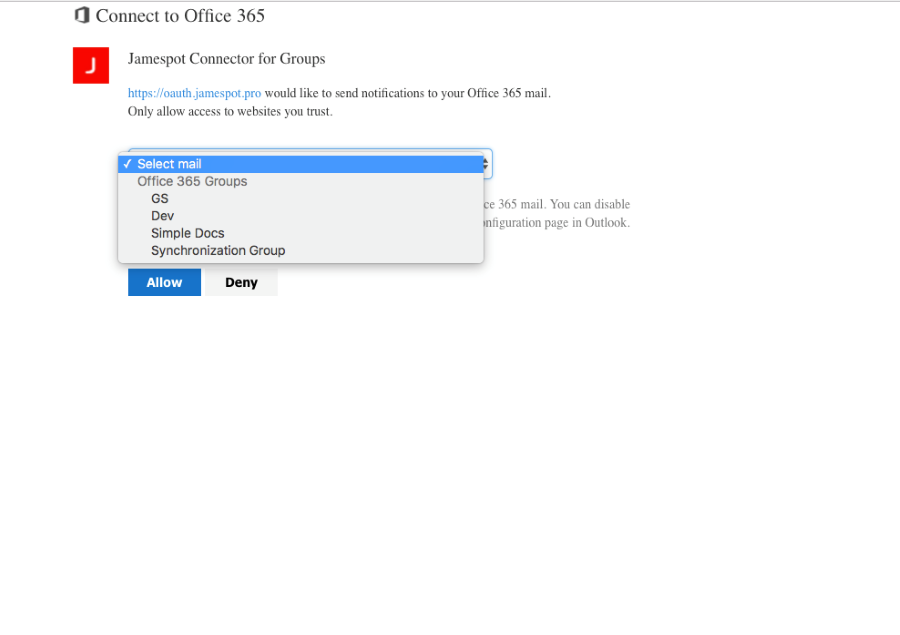 Connect to Office 365
J
Jamespot Connector for Groups
https://oauth.jamespot.pro would like to send notifications to your Office 365 mail.
Only allow access to websites you trust.
✓ Select mail
Office 365 Groups
GS
365 mail. You can disable
Dev
configuration page in Outlook.
Simple Docs
Synchronization Group
Allow Deny